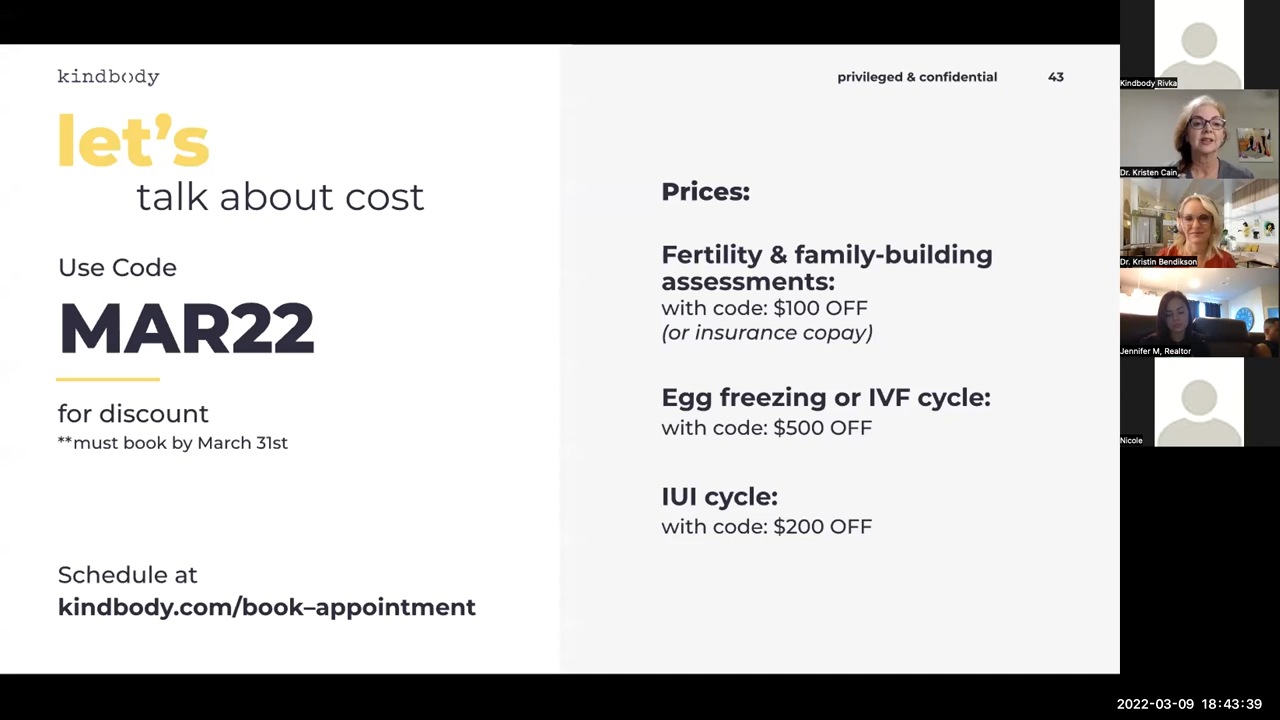 kindbody
privileged & confidential
43
let's
talk about cost
Use Code
MAR22
for discount
**must book by March 31st
Schedule at
kindbody.com/book–appointment
Prices:
Fertility & family-building
assessments:
with code: $100 OFF
(or insurance copay)
Egg freezing or IVF cycle:
with code: $500 OFF
IUI cycle:
with code: $200 OFF
Kindbody Rivka
Dr. Kristen Cain
Dr. Kristin Bendikson
Jennifer M, Realtor
Nicole
2022-03-09 18:43:39